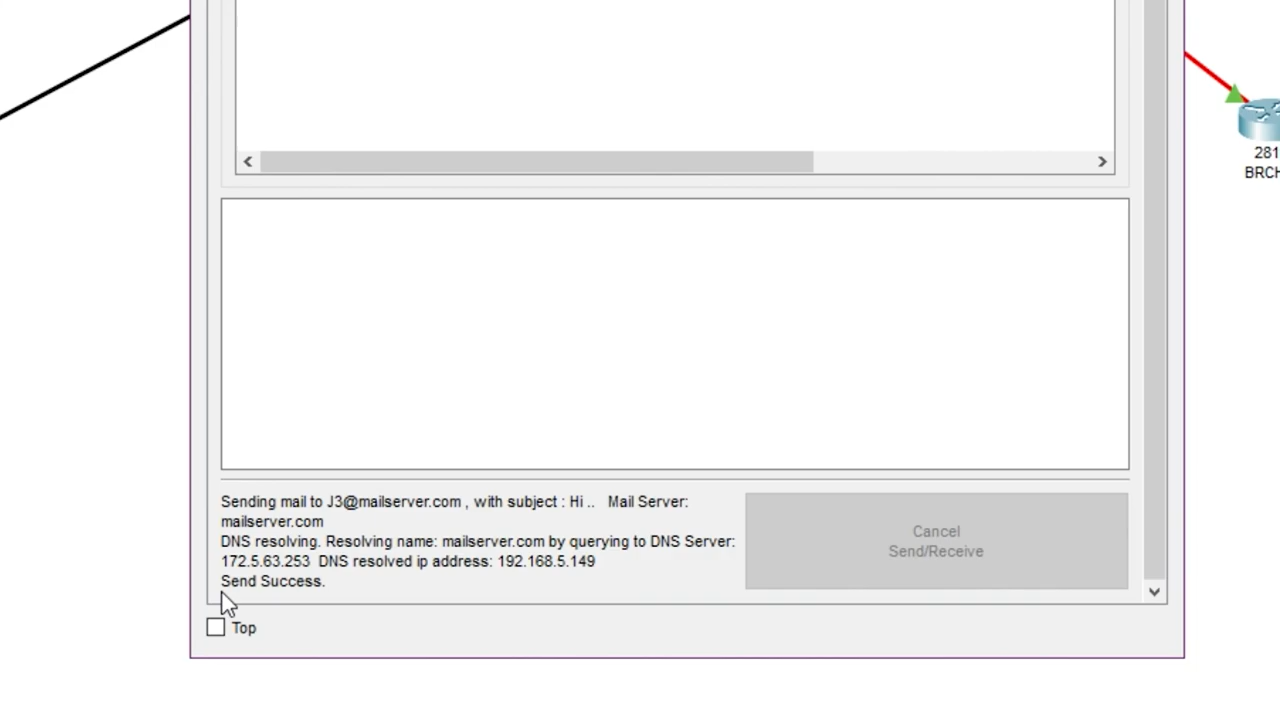 281
BRCH
Sending mail to J3@mailserver.com , with subject : Hi ..   Mail Server:
mailserver.com
DNS resolving. Resolving name: mailserver.com by querying to DNS Server:
172.5.63.253  DNS resolved ip address: 192.168.5.149
Send Success.
Cancel
Send/Receive
Top